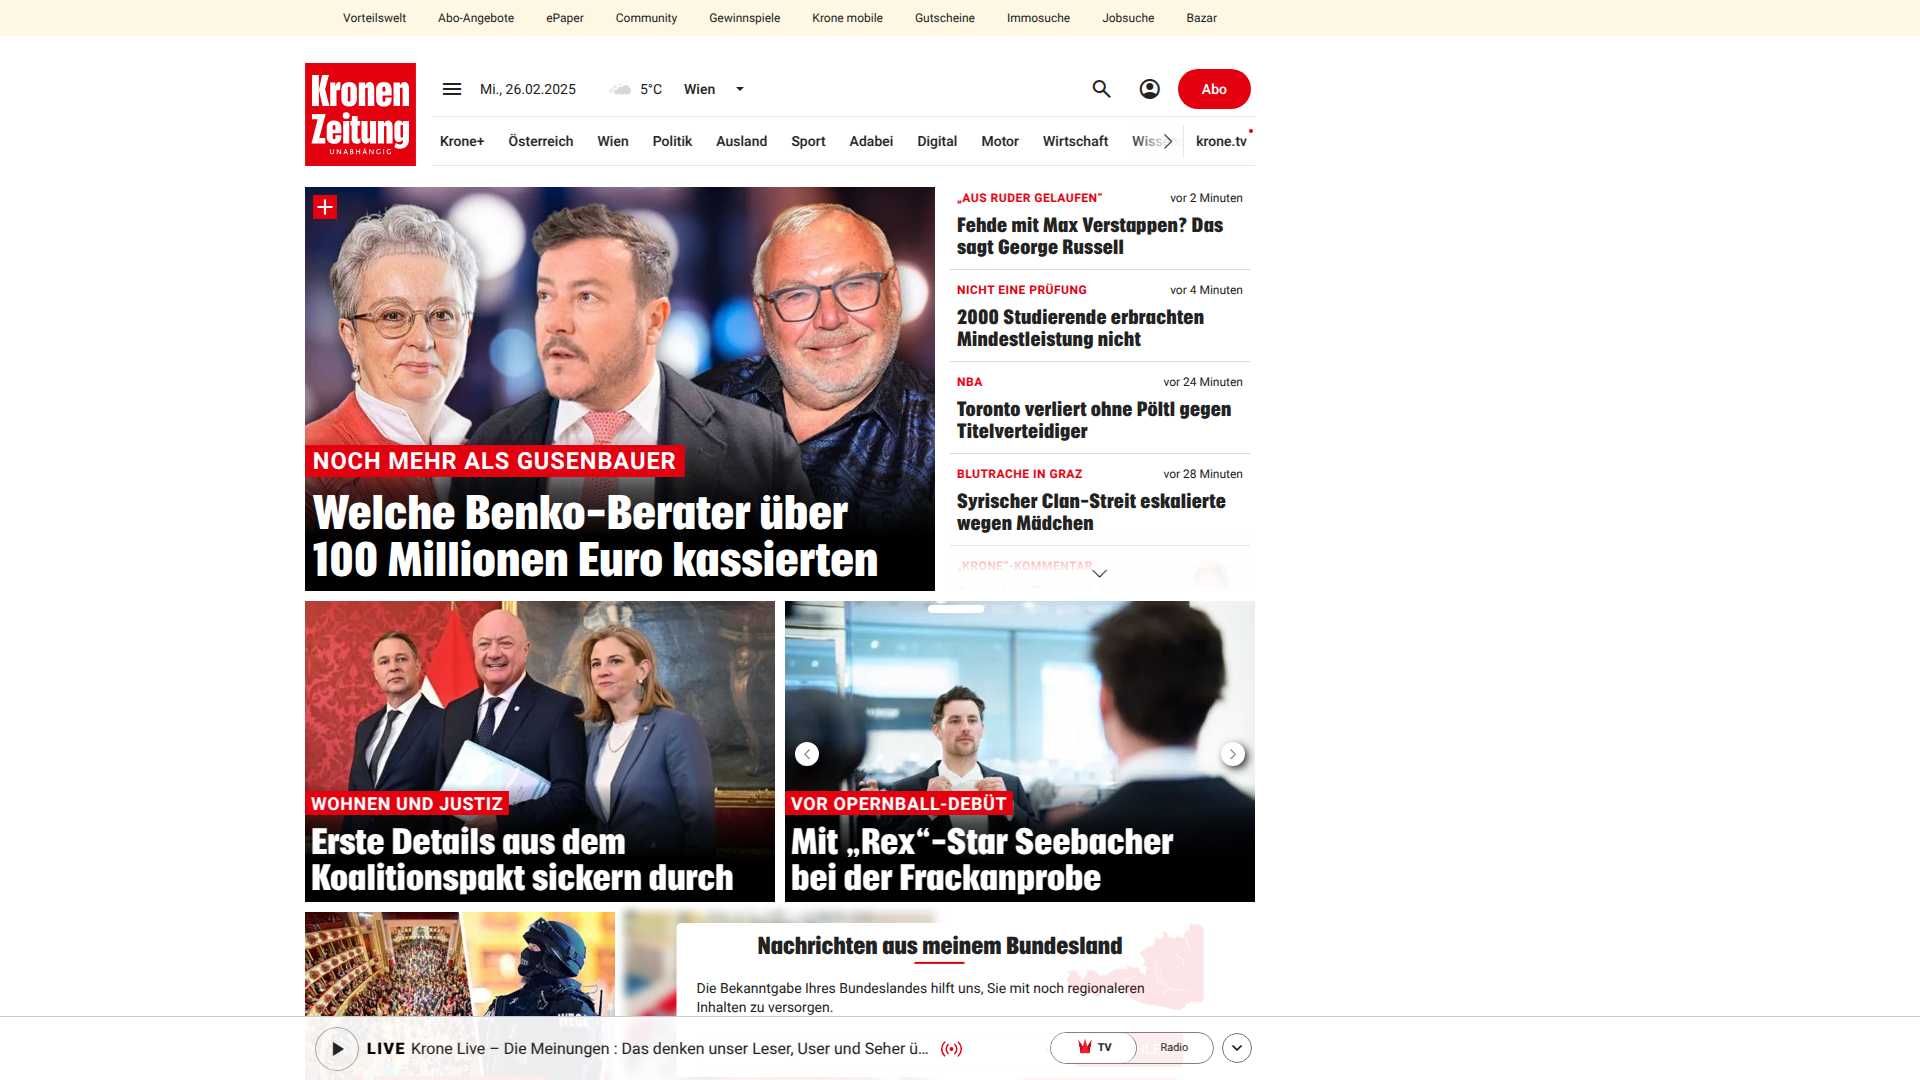 Vorteilswelt Abo-Angebote ePaper Community Gewinnspiele Krone mobile Gutscheine Immosuche Jobsuche Bazar
Kronen
Zeitung
UNABHÄNGIG
Mi., 26.02.2025 5°C Wien Abo
Krone+ Österreich Wien Politik Ausland Sport Adabei Digital Motor Wirtschaft krone.tv
NOCH MEHR ALS GUSENBAUER
Welche Benko-Berater über
100 Millionen Euro kassierten
„AUS RUDER GELAUFEN“ vor 2 Minuten
Fehde mit Max Verstappen? Das
sagt George Russell
NICHT EINE PRÜFUNG vor 4 Minuten
2000 Studierende erbrachten
Mindestleistung nicht
NBA vor 24 Minuten
Toronto verliert ohne Pöltl gegen
Titelverteidiger
BLUTRACHE IN GRAZ vor 28 Minuten
Syrischer Clan-Streit eskalierte
wegen Mädchen
„KRONE“-KOMMENTAR
WOHNEN UND JUSTIZ
Erste Details aus dem
Koalitionspakt sickern durch
VOR OPERNBALL-DEBÜT
Mit „Rex“-Star Seebacher
bei der Frackanprobe
Nachrichten aus meinem Bundesland
Die Bekanntgabe Ihres Bundeslandes hilft uns, Sie mit noch regionaleren
Inhalten zu versorgen.
LIVE Krone Live – Die Meinungen : Das denken unser Leser, User und Seher ü...
TV Radio